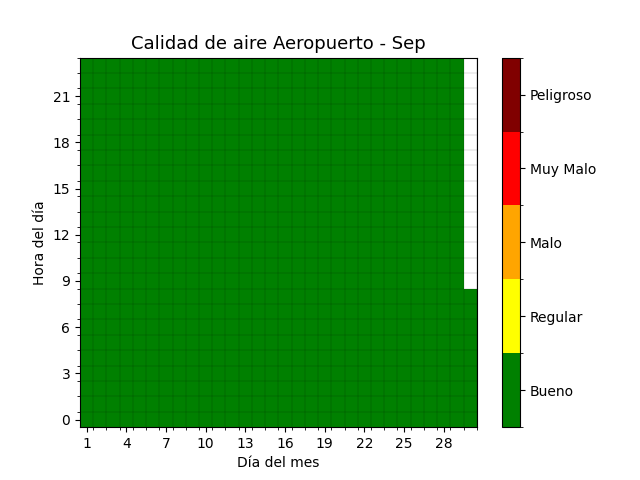 Calidad de aire Aeropuerto - Sep
Hora del día
21
18
15
12
9
6
3
0
1 4 7 10 13 16 19 22 25 28
Día del mes
Peligroso
Muy Malo
Malo
Regular
Bueno